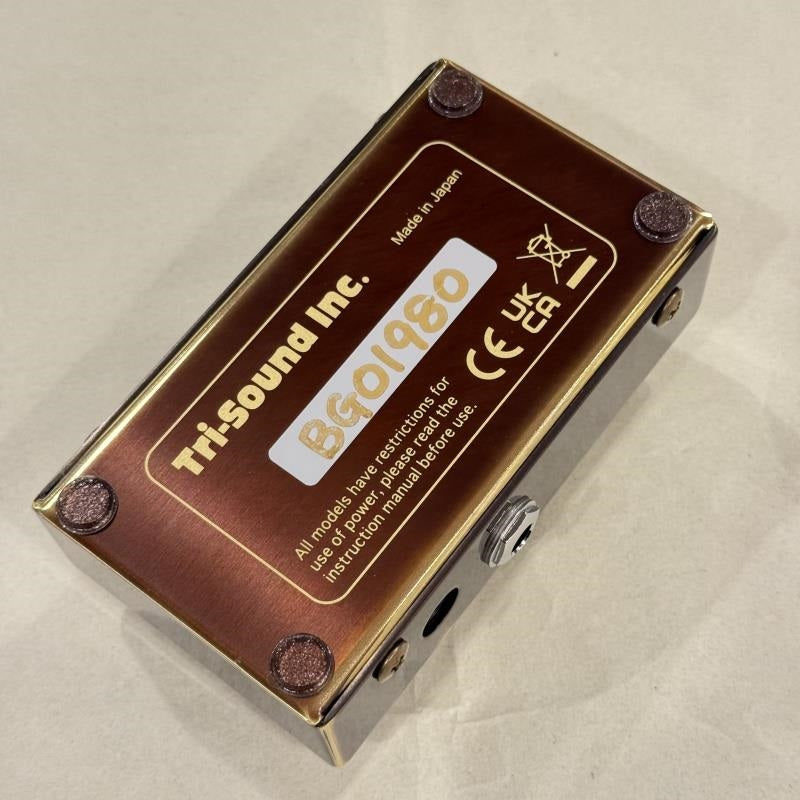 Made in Japan
Tri-Sound Inc.
BG01980
All models have restrictions for
use of power, please read the
instruction manual before use.
CE
UK
CA